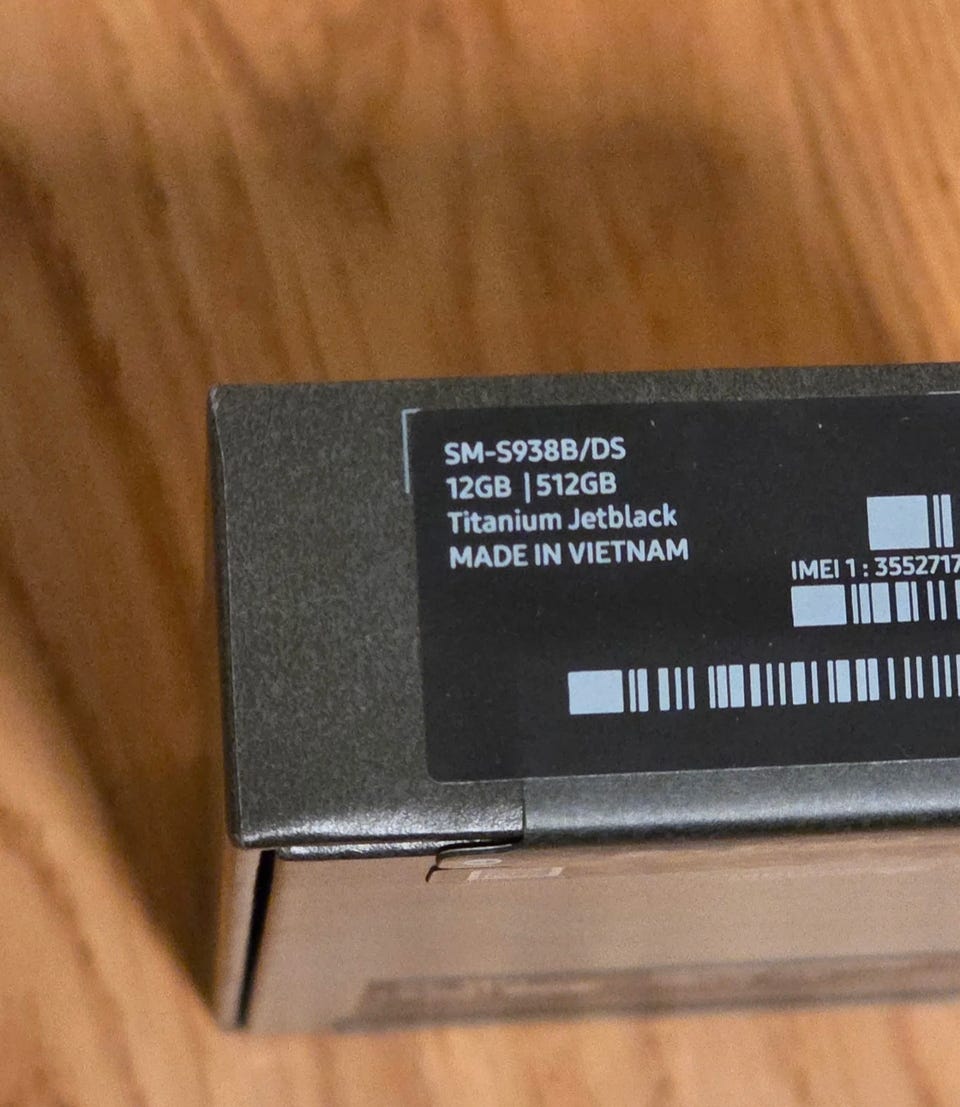 SM-S938B/DS
12GB | 512GB
Titanium Jetblack
MADE IN VIETNAM
IMEI 1 : 3552717